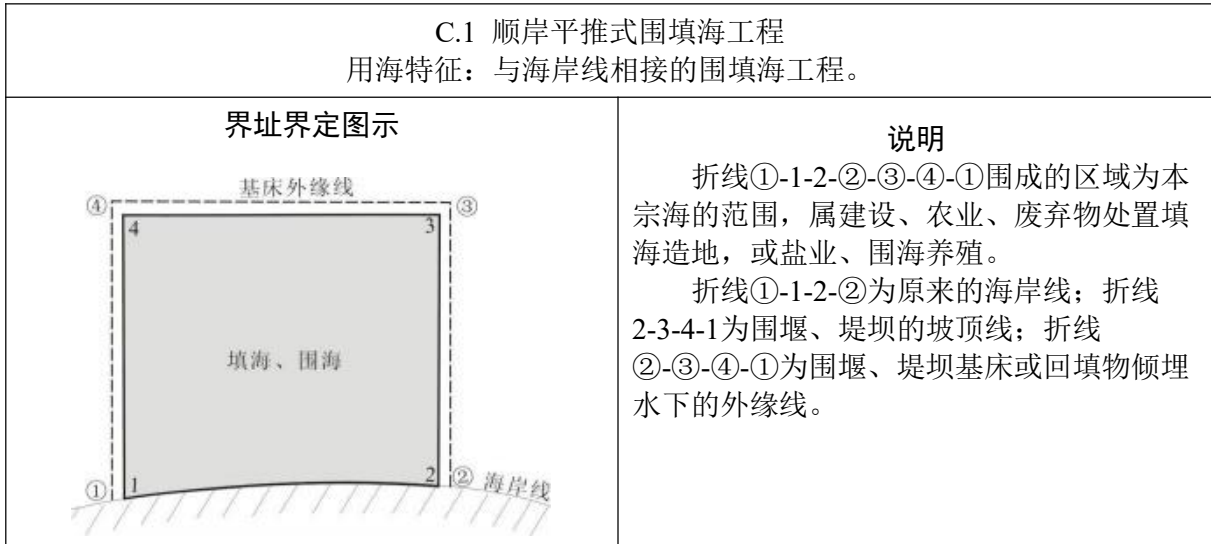 C.1 顺岸平推式围填海工程
用海特征：与海岸线相接的围填海工程。
界址界定图示
基床外缘线
④
③
4
3
填海、围海
①
1
2
②
海岸线
说明
折线①-1-2-②-③-④-①围成的区域为本
宗海的范围，属建设、农业、废弃物处置填
海造地，或盐业、围海养殖。
折线①-1-2-②为原来的海岸线；折线
2-3-4-1为围堰、堤坝的坡顶线；折线
②-③-④-①为围堰、堤坝基床或回填物倾埋
水下的外缘线。